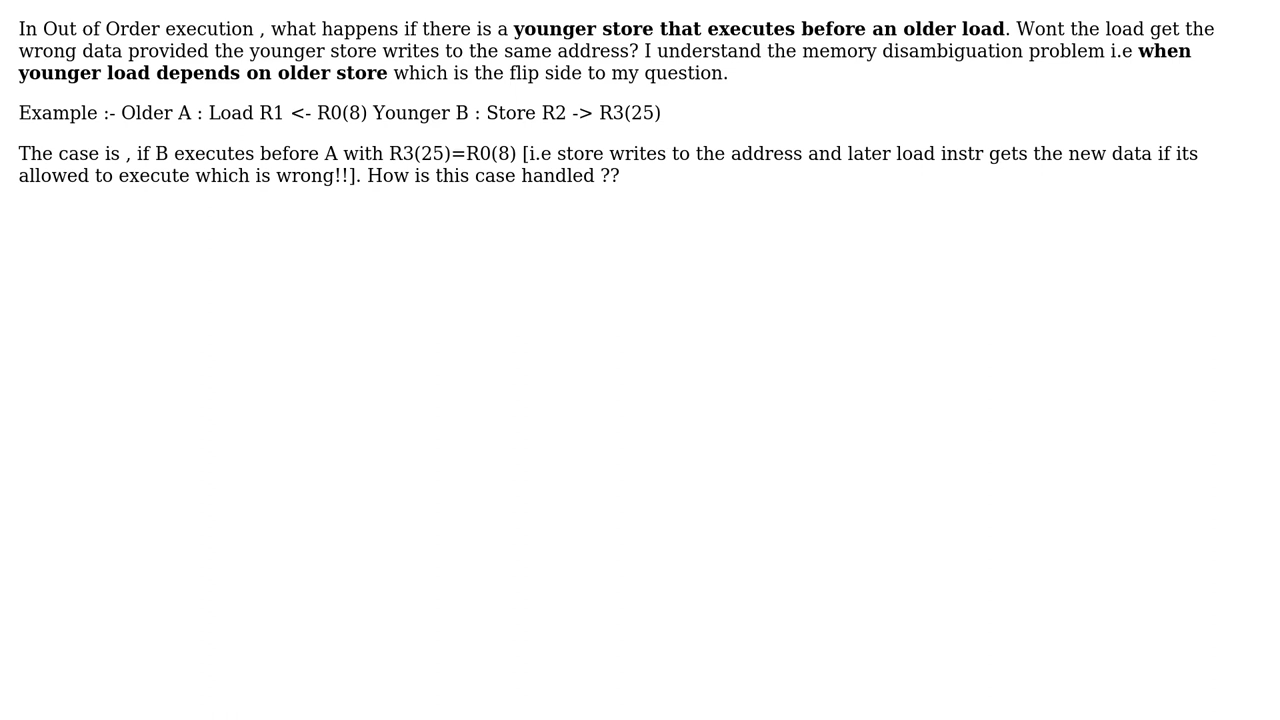 In Out of Order execution , what happens if there is a younger store that executes before an older load. Wont the load get the
wrong data provided the younger store writes to the same address? I understand the memory disambiguation problem i.e when
younger load depends on older store which is the flip side to my question.
Example :- Older A : Load R1 <- R0(8) Younger B : Store R2 -> R3(25)
The case is , if B executes before A with R3(25)=R0(8) [i.e store writes to the address and later load instr gets the new data if its
allowed to execute which is wrong!!]. How is this case handled ??